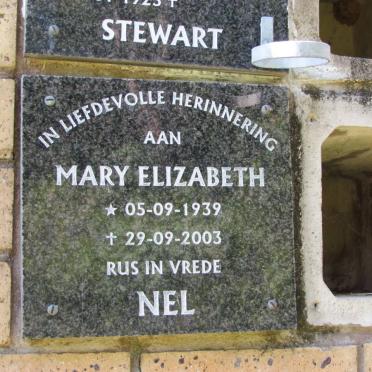 STEWART
IN LIEFDEVOLLE HERINNERING
AAN
MARY ELIZABETH
★ 05-09-1939
† 29-09-2003
RUS IN VREDE
NEL